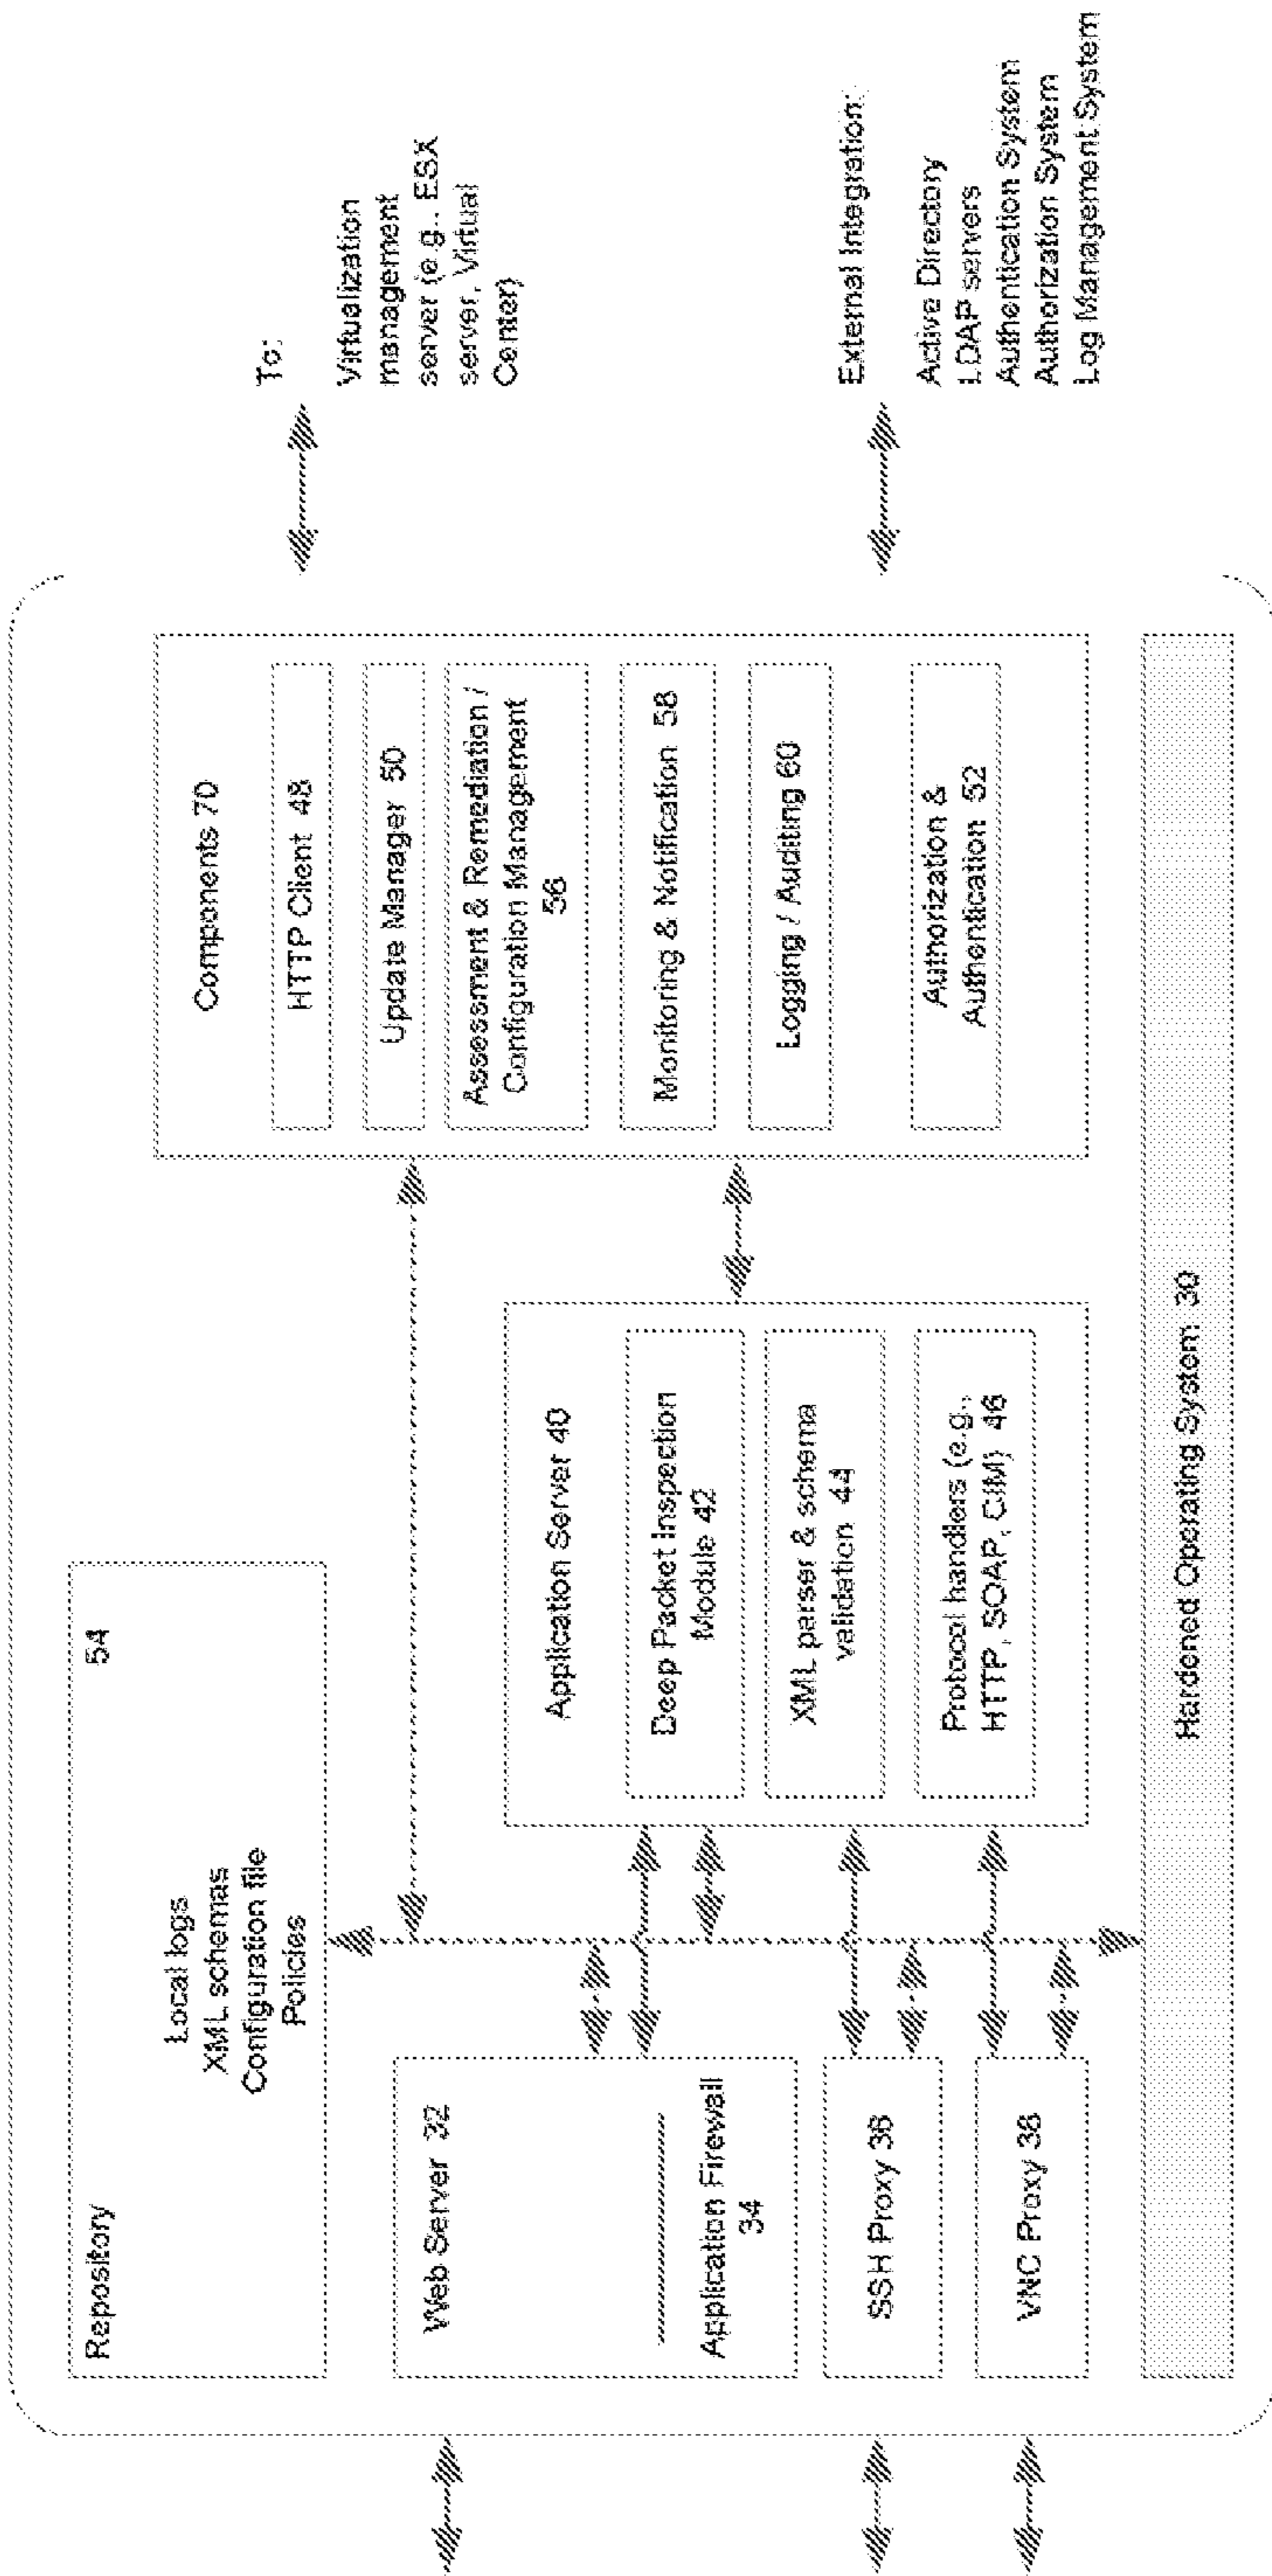 Repository
54
Local logs
XML schemas
Configuration file
Policies
Web Server 32
Application Firewall
34
SSH Proxy 36
VNC Proxy 38
Application Server 40
Deep Packet Inspection
Module 42
XML parser & schema
validation 44
Protocol handlers (e.g.,
HTTP, SOAP, CIM) 46
Components 70
HTTP Client 48
Update Manager 50
Assessment & Remediation /
Configuration Management
56
Monitoring & Notification 58
Logging / Auditing 60
Authorization &
Authentication 52
Hardened Operating System 30
To:
Virtualization
management
server (e.g., ESX
server, Virtual
Center)
External Integration:
Active Directory
LDAP servers
Authentication System
Authorization System
Log Management System